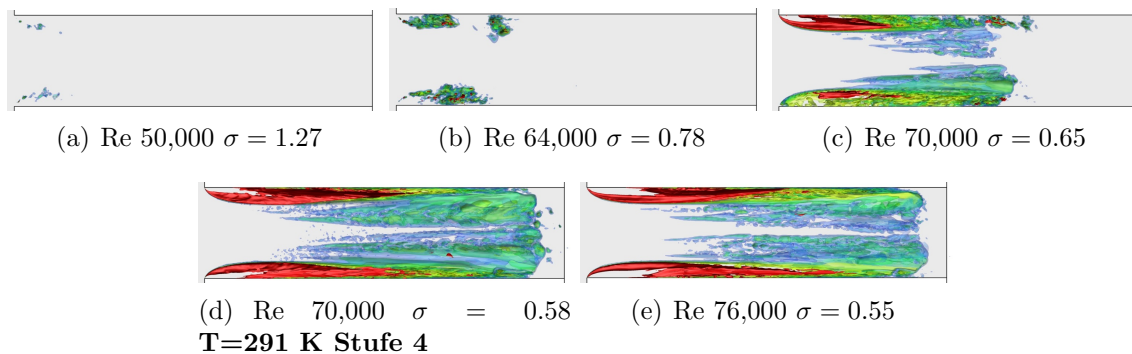 (a) Re 50,000 σ = 1.27
(b) Re 64,000 σ = 0.78
(c) Re 70,000 σ = 0.65
(d) Re 70,000 σ = 0.58
T=291 K Stufe 4
(e) Re 76,000 σ = 0.55